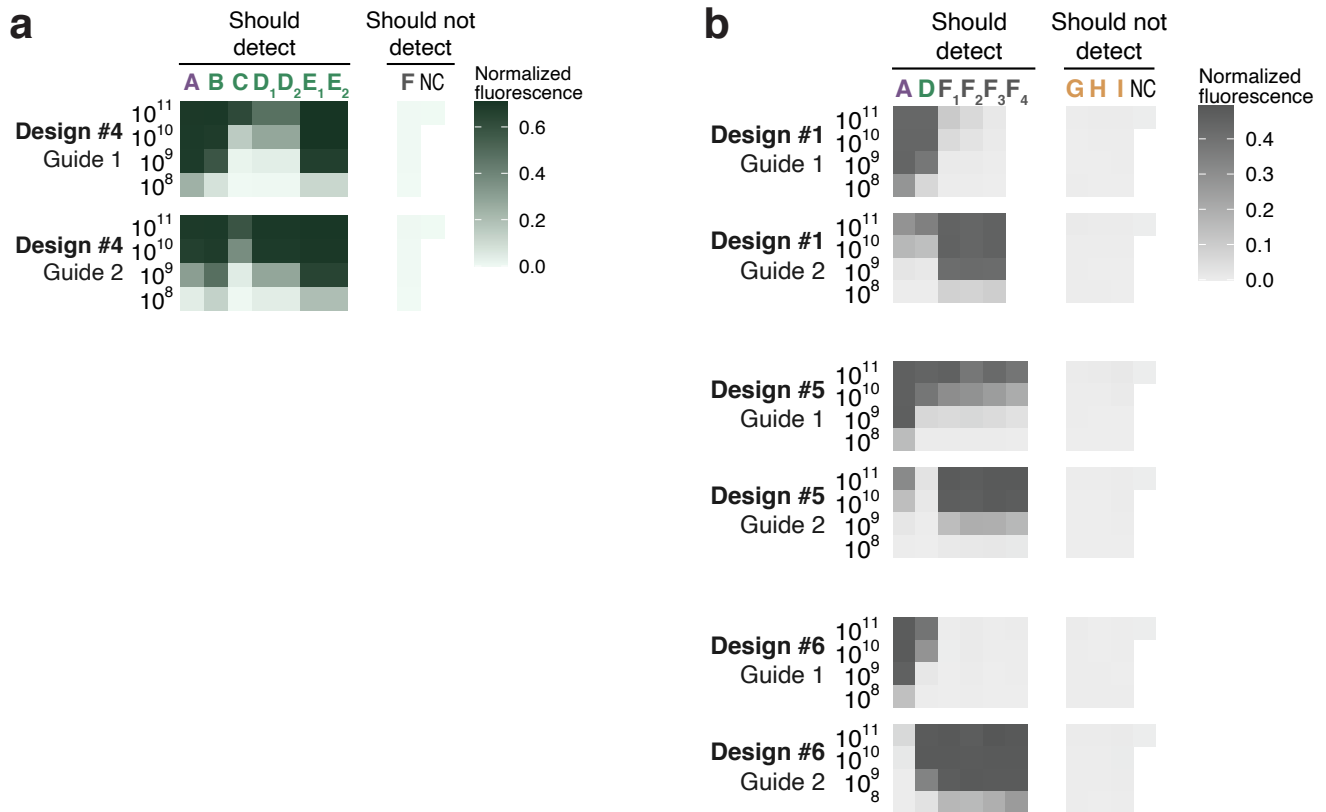 a
Should
detect
Should not
detect
A B C D1 D2 E1 E2
F NC
Normalized
fluorescence
0.6
0.4
0.2
0.0
Design #4
Guide 1
10^11
10^10
10^9
10^8
Design #4
Guide 2
10^11
10^10
10^9
10^8
b
Should
detect
Should not
detect
A D F1 F2 F3 F4
G H I NC
Normalized
fluorescence
0.4
0.3
0.2
0.1
0.0
Design #1
Guide 1
10^11
10^10
10^9
10^8
Design #1
Guide 2
10^11
10^10
10^9
10^8
Design #5
Guide 1
10^11
10^10
10^9
10^8
Design #5
Guide 2
10^11
10^10
10^9
10^8
Design #6
Guide 1
10^11
10^10
10^9
10^8
Design #6
Guide 2
10^11
10^10
10^9
8